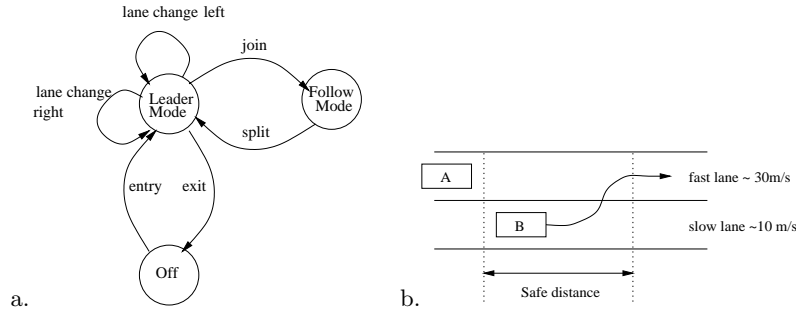 lane change left
join
lane change
right
Leader
Mode
Follow
Mode
split
entry
exit
Off
a.
A
fast lane ~ 30m/s
B
slow lane ~10 m/s
Safe distance
b.